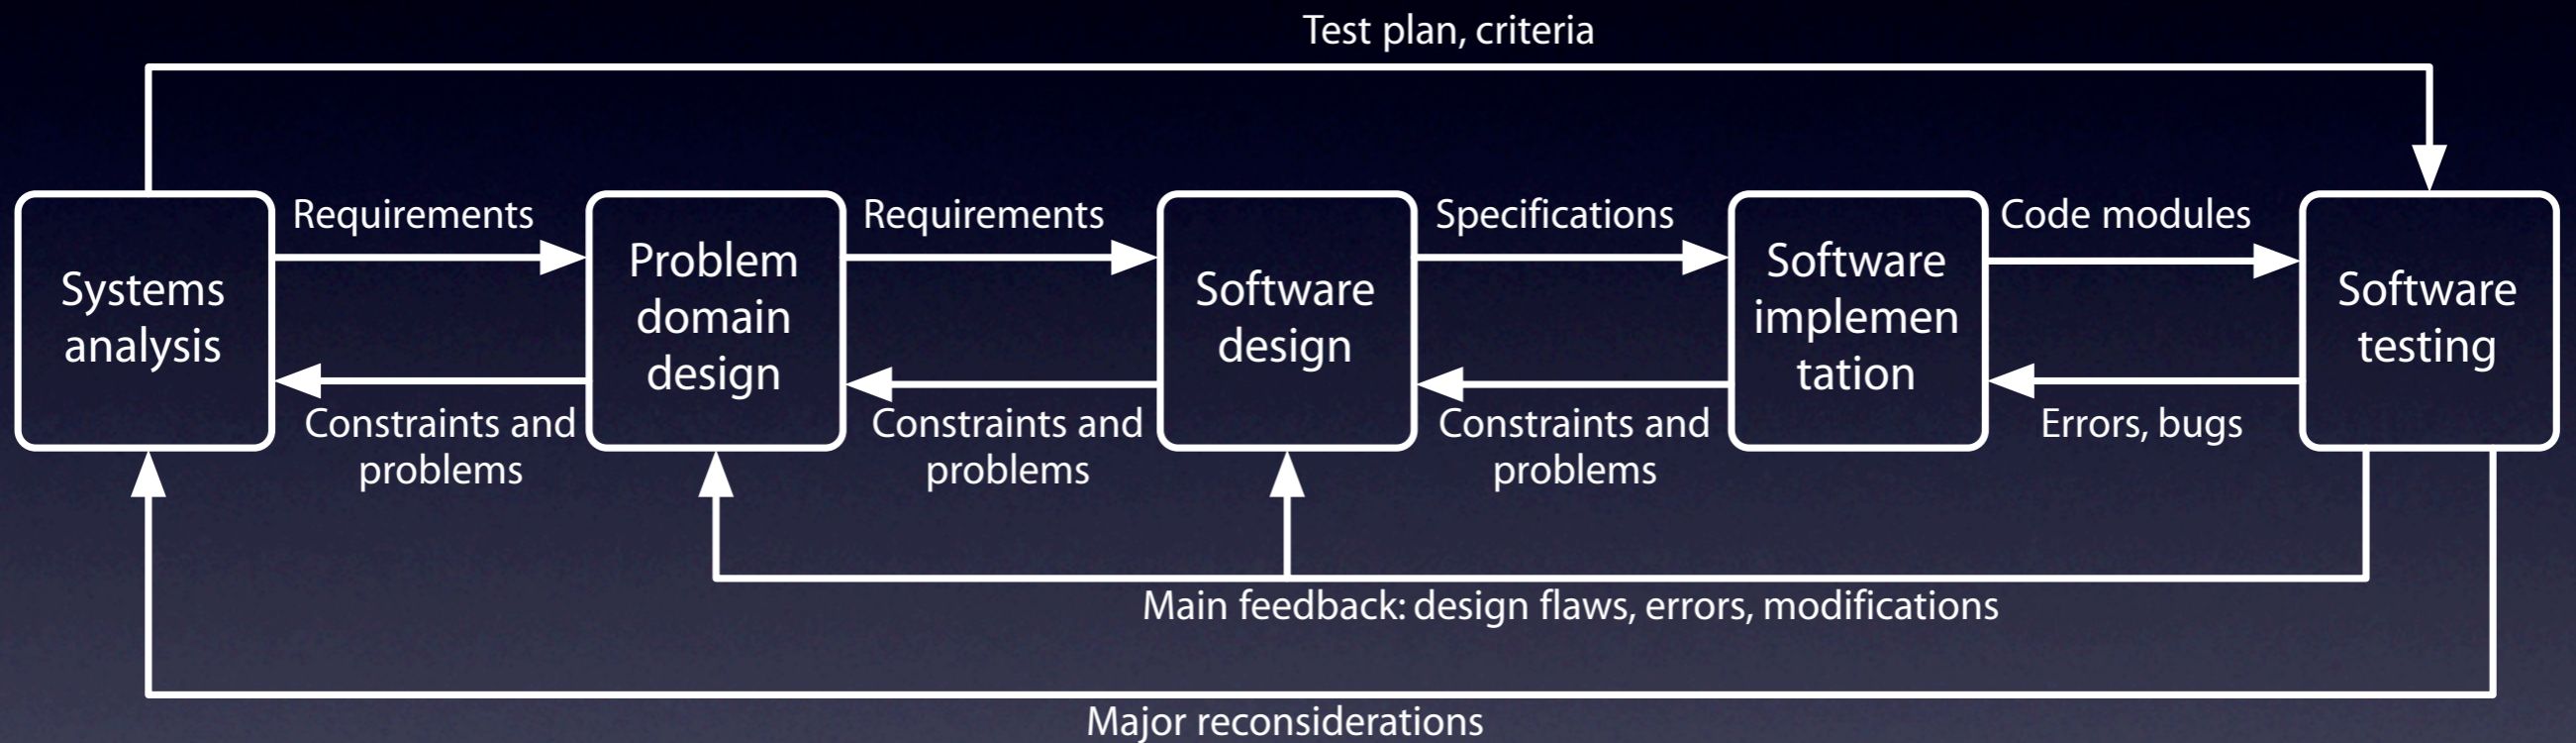 Test plan, criteria
Systems
analysis
Requirements
Constraints and
problems
Problem
domain
design
Requirements
Constraints and
problems
Software
design
Specifications
Constraints and
problems
Software
implemen
tation
Code modules
Errors, bugs
Software
testing
Main feedback: design flaws, errors, modifications
Major reconsiderations